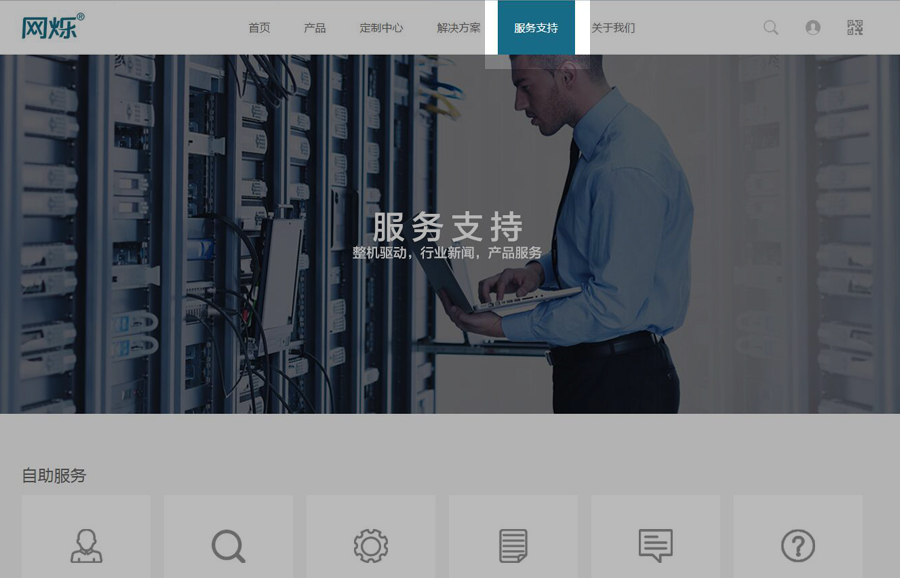 网烁®
首页 产品 定制中心 解决方案 服务支持 关于我们
服务支持
整机驱动，行业新闻，产品服务
自助服务